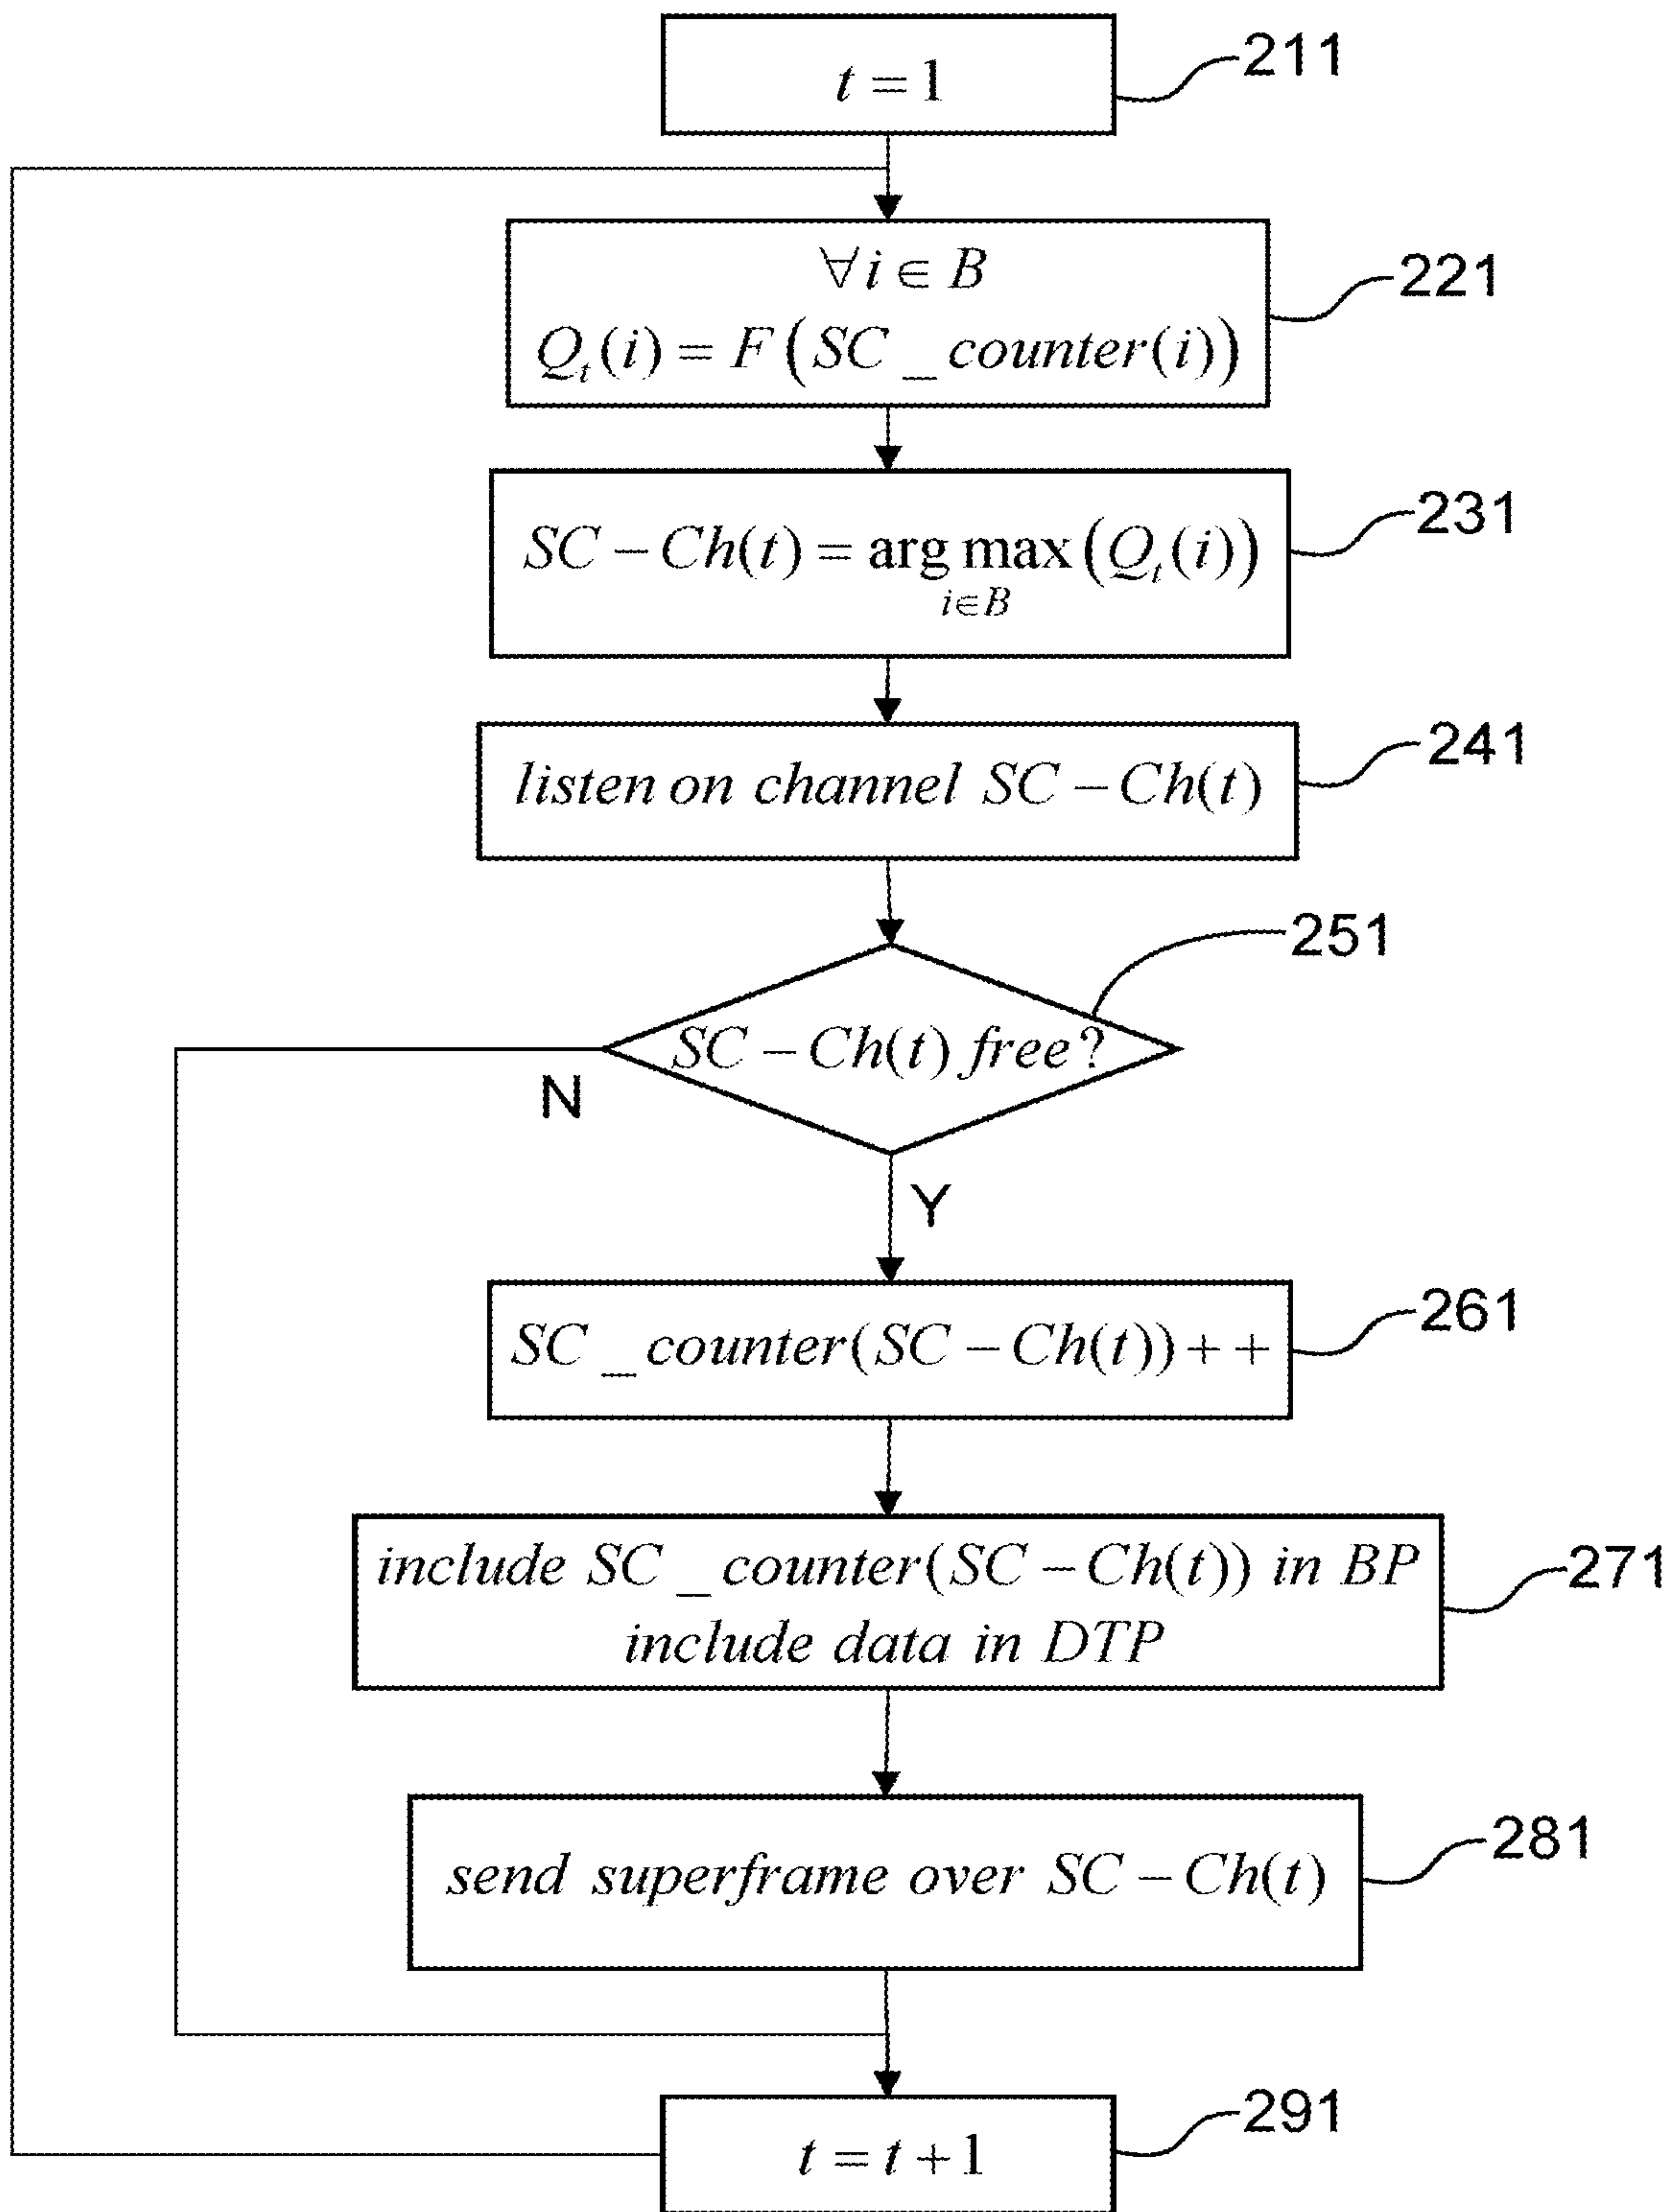 t = 1
211
∀i ∈ B
Q_t(i) = F(SC_counter(i))
221
SC – Ch(t) = arg max(Q_t(i))
i∈B
231
listen on channel SC – Ch(t)
241
SC – Ch(t) free?
251
N
Y
SC_counter(SC – Ch(t))++
261
include SC_counter(SC – Ch(t)) in BP
include data in DTP
271
send superframe over SC – Ch(t)
281
t = t + 1
291